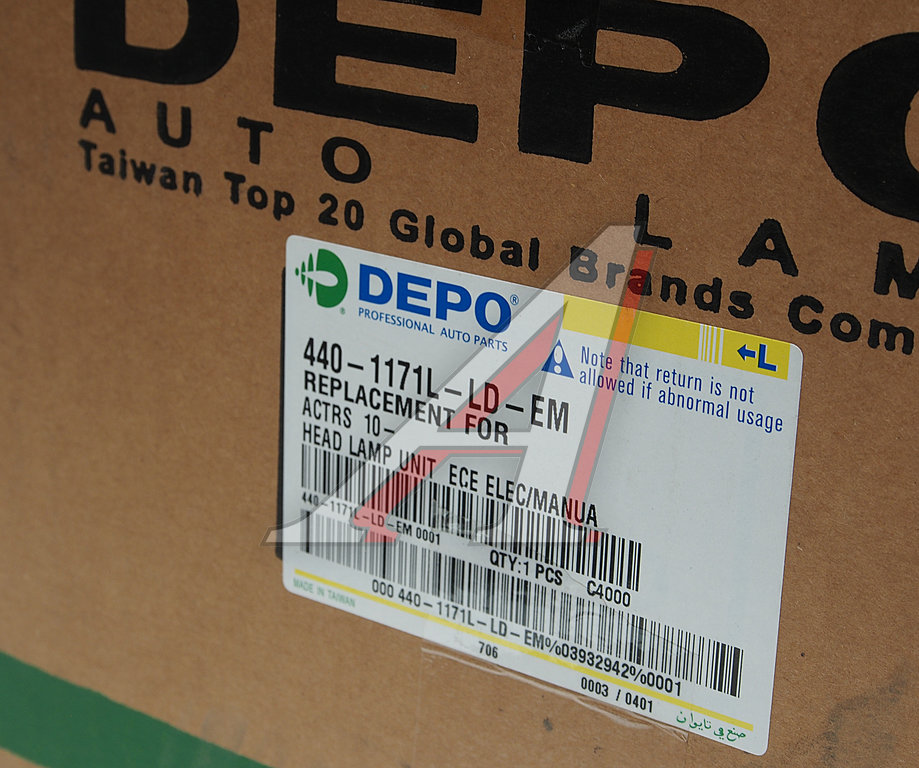 DEPO
AUTO LAM
Taiwan Top 20 Global Brands Com
DEPO®
PROFESSIONAL AUTO PARTS
←L
Note that return is not
allowed if abnormal usage
440-1171L-LD-EM
REPLACEMENT FOR
ACTRS 10-
HEAD LAMP UNIT ECE ELEC/MANUA
440-1171L-LD-EM 0001
QTY:1 PCS C4000
000 440-1171L-LD-EM%03932942%0001
MADE IN TAIWAN
706
0003 / 0401
صنع في تايوان